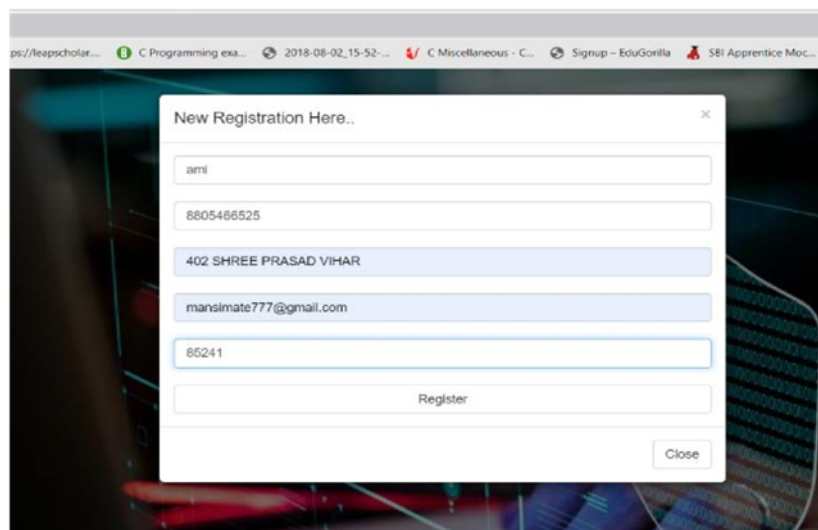 ps://leapscholar....
C Programming exa...
2018-08-02_15-52-...
C Miscellaneous - C...
Signup – EduGorilla
SBI Apprentice Moc...
New Registration Here..
×
ami
8805466525
402 SHREE PRASAD VIHAR
mansimate777@gmail.com
85241
Register
Close